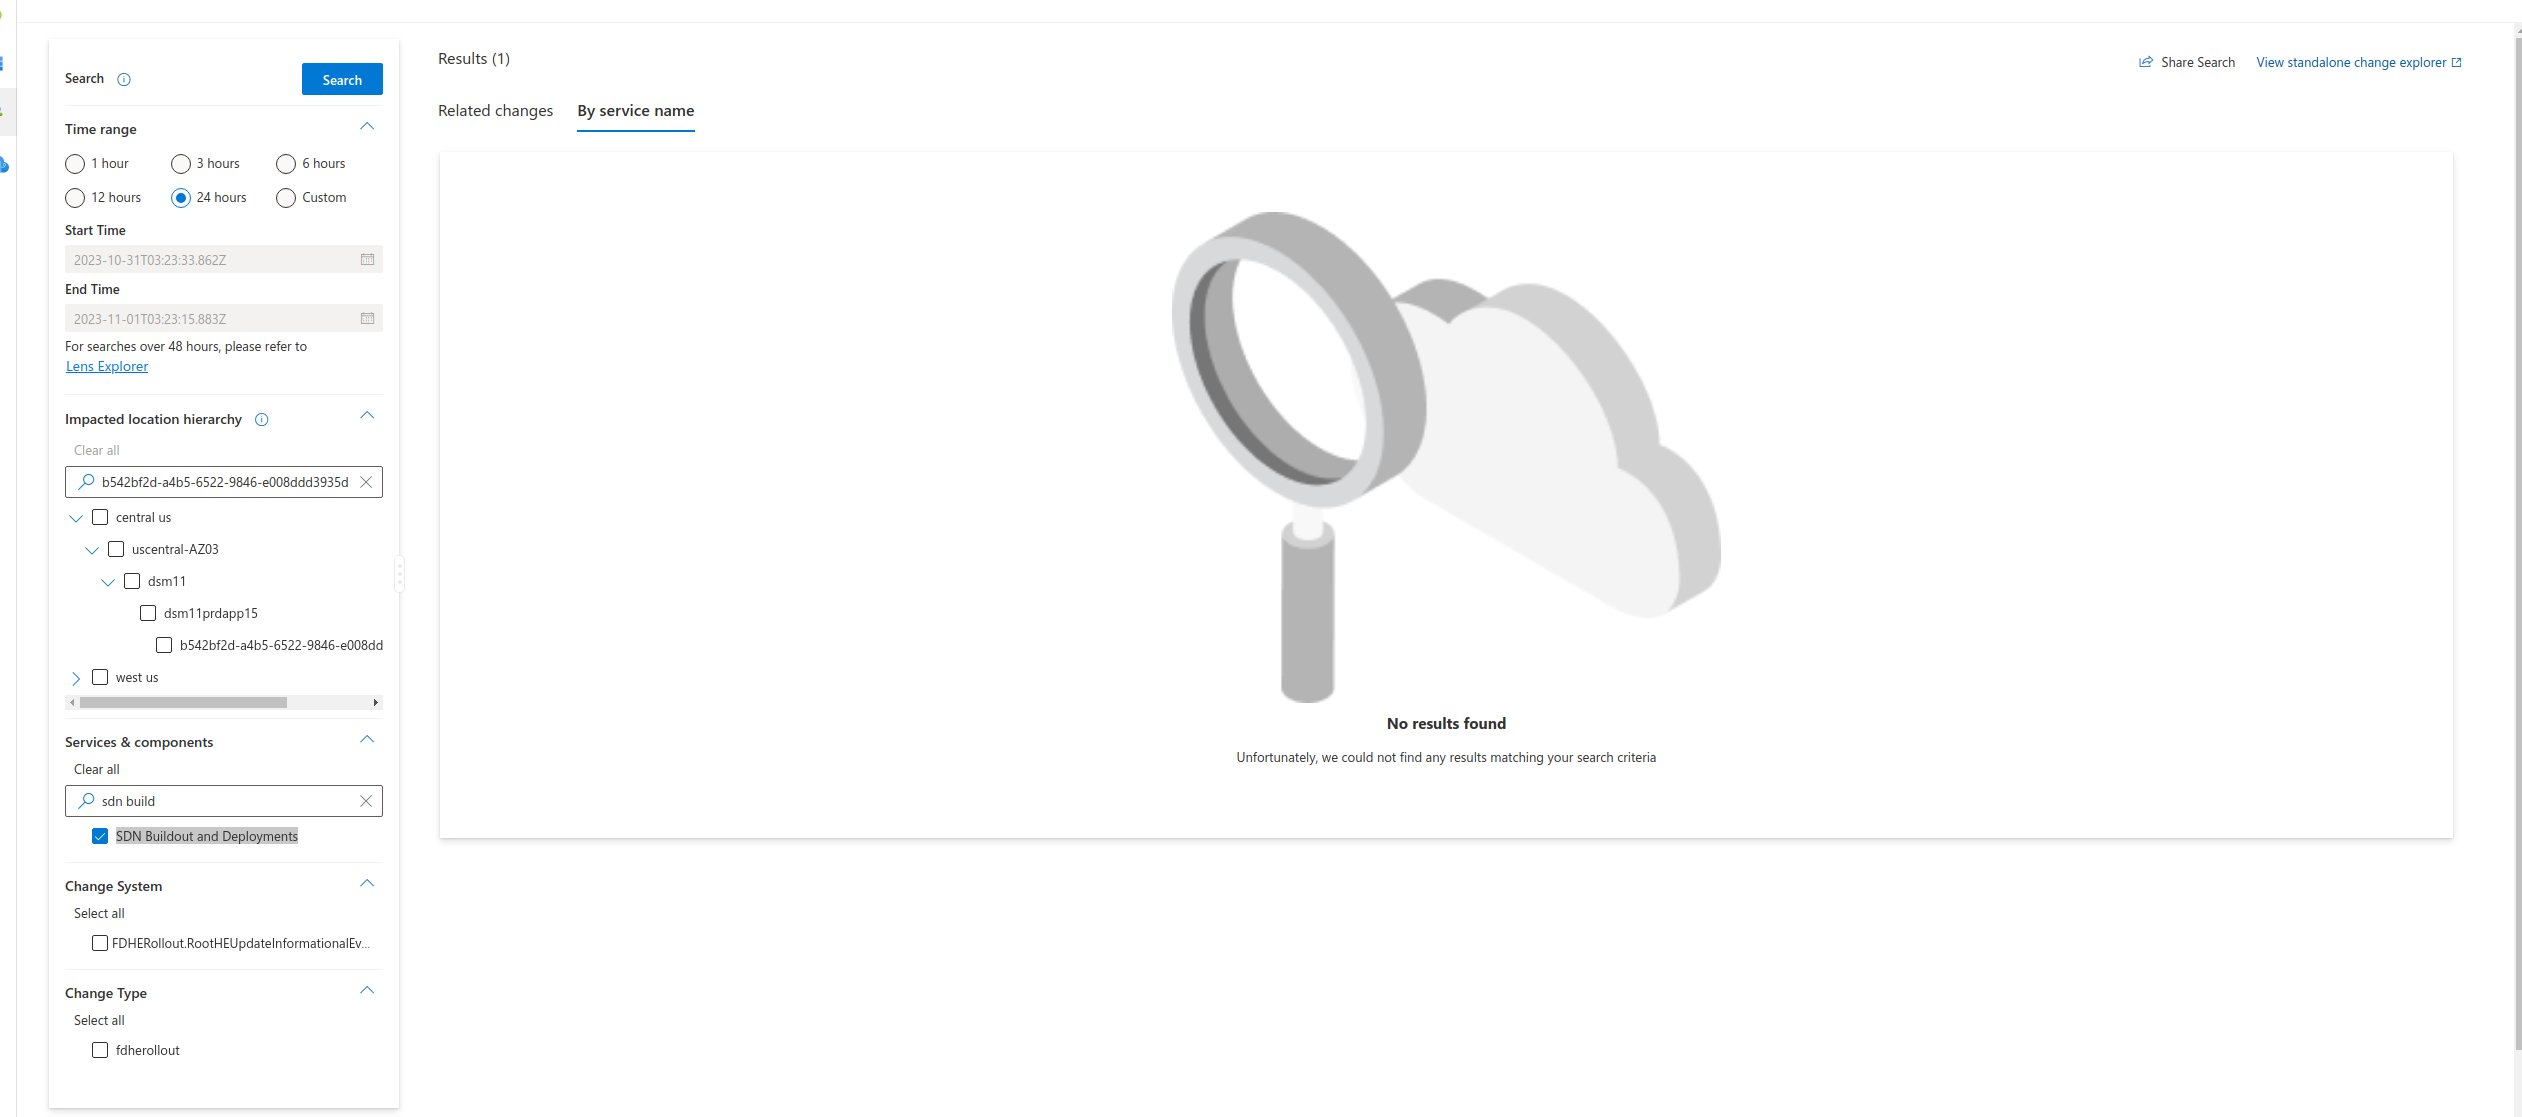 Search
Search
Time range
1 hour
3 hours
6 hours
12 hours
24 hours
Custom
Start Time
2023-10-31T03:23:33.862Z
End Time
2023-11-01T03:23:15.883Z
For searches over 48 hours, please refer to
Lens Explorer
Impacted location hierarchy
Clear all
b542bf2d-a4b5-6522-9846-e008ddd3935d
central us
uscentral-AZ03
dsm11
dsm11prdapp15
b542bf2d-a4b5-6522-9846-e008dd
west us
Services & components
Clear all
sdn build
SDN Buildout and Deployments
Change System
Select all
FDHERollout.RootHEUpdateInformationalEv...
Change Type
Select all
fdherollout
Results (1)
Share Search
View standalone change explorer
Related changes
By service name
No results found
Unfortunately, we could not find any results matching your search criteria